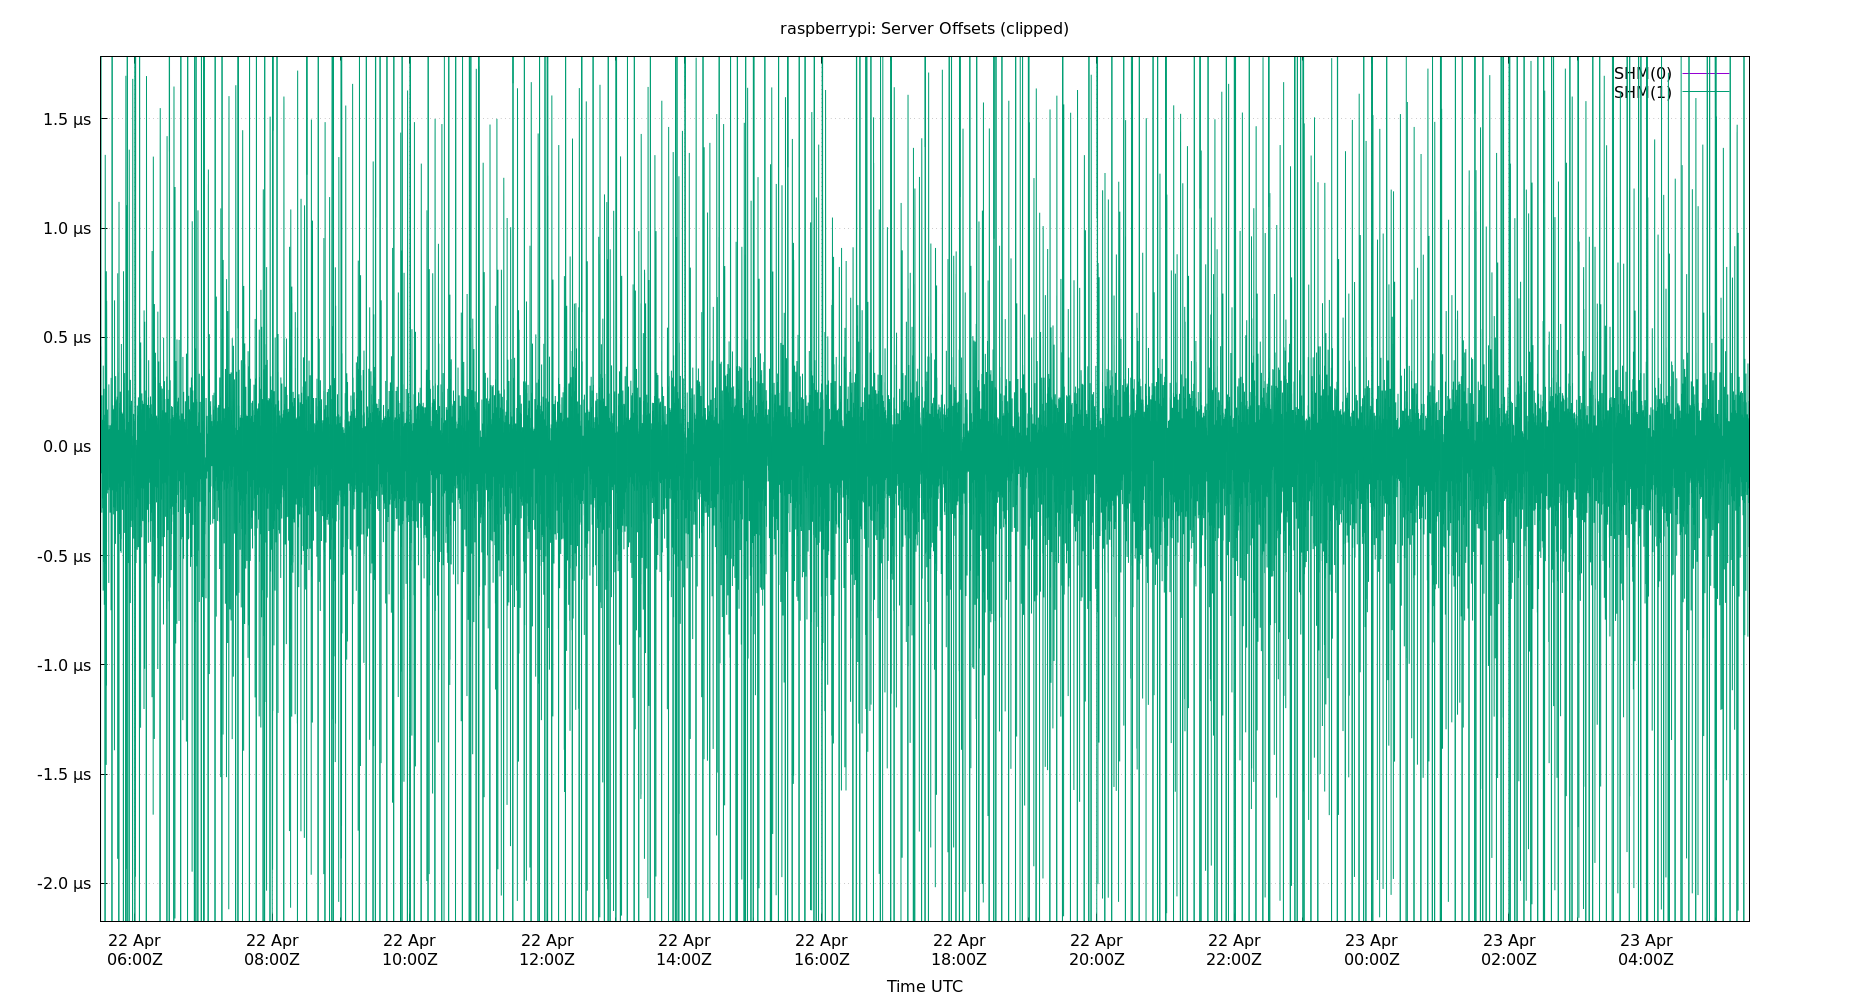 raspberrypi: Server Offsets (clipped)
SHM(0)
SHM(1)
1.5 µs
1.0 µs
0.5 µs
0.0 µs
-0.5 µs
-1.0 µs
-1.5 µs
-2.0 µs
22 Apr 22 Apr 22 Apr 22 Apr 22 Apr 22 Apr 22 Apr 22 Apr 22 Apr 23 Apr 23 Apr 23 Apr
06:00Z 08:00Z 10:00Z 12:00Z 14:00Z 16:00Z 18:00Z 20:00Z 22:00Z 00:00Z 02:00Z 04:00Z
Time UTC